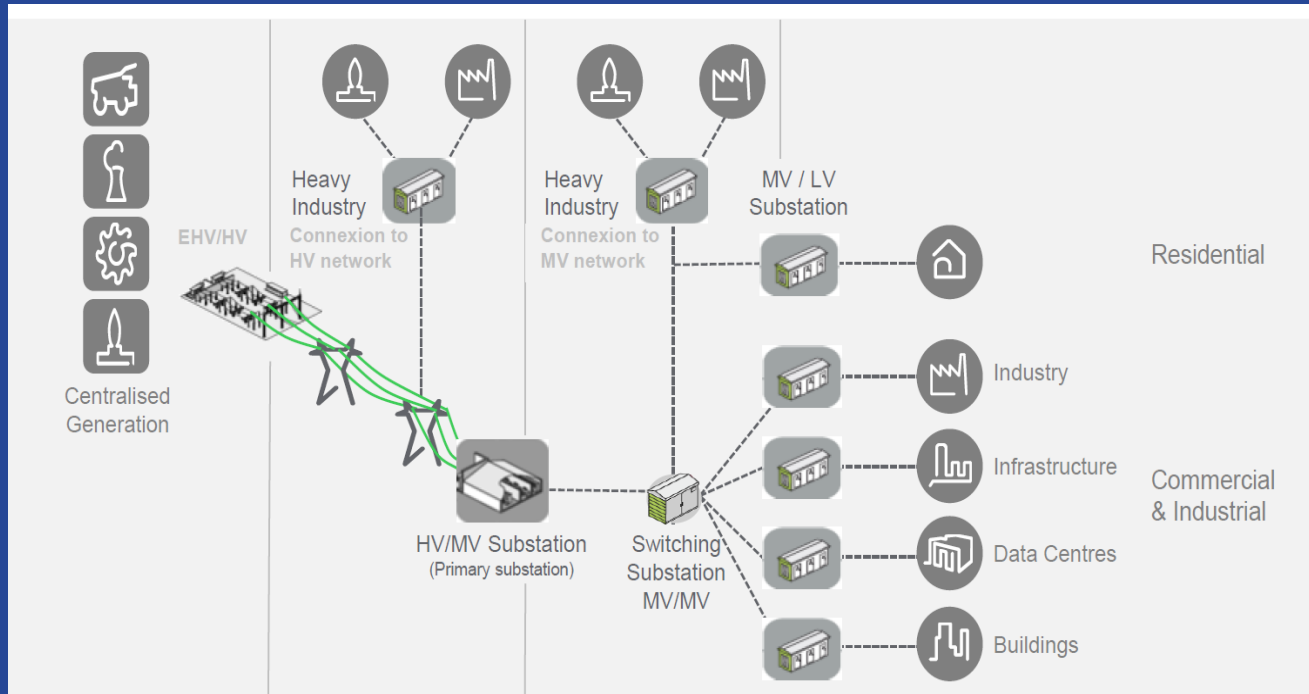 Centralised
Generation
EHV/HV
Heavy
Industry
Connexion to
HV network
HV/MV Substation
(Primary substation)
Heavy
Industry
Connexion to
MV network
Switching
Substation
MV/MV
MV / LV
Substation
Residential
Industry
Infrastructure
Data Centres
Buildings
Commercial
& Industrial